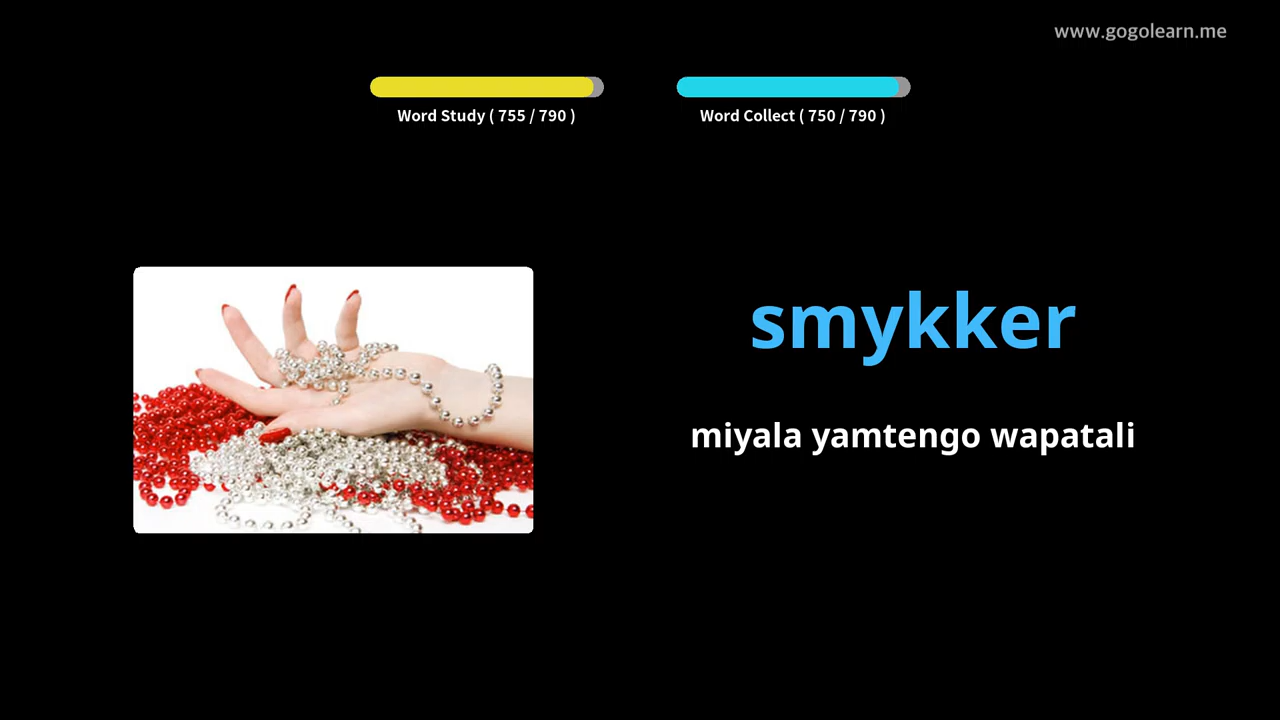 www.gogolearn.me
Word Study ( 755 / 790 )
Word Collect ( 750 / 790 )
smykker
miyala yamtengo wapatali